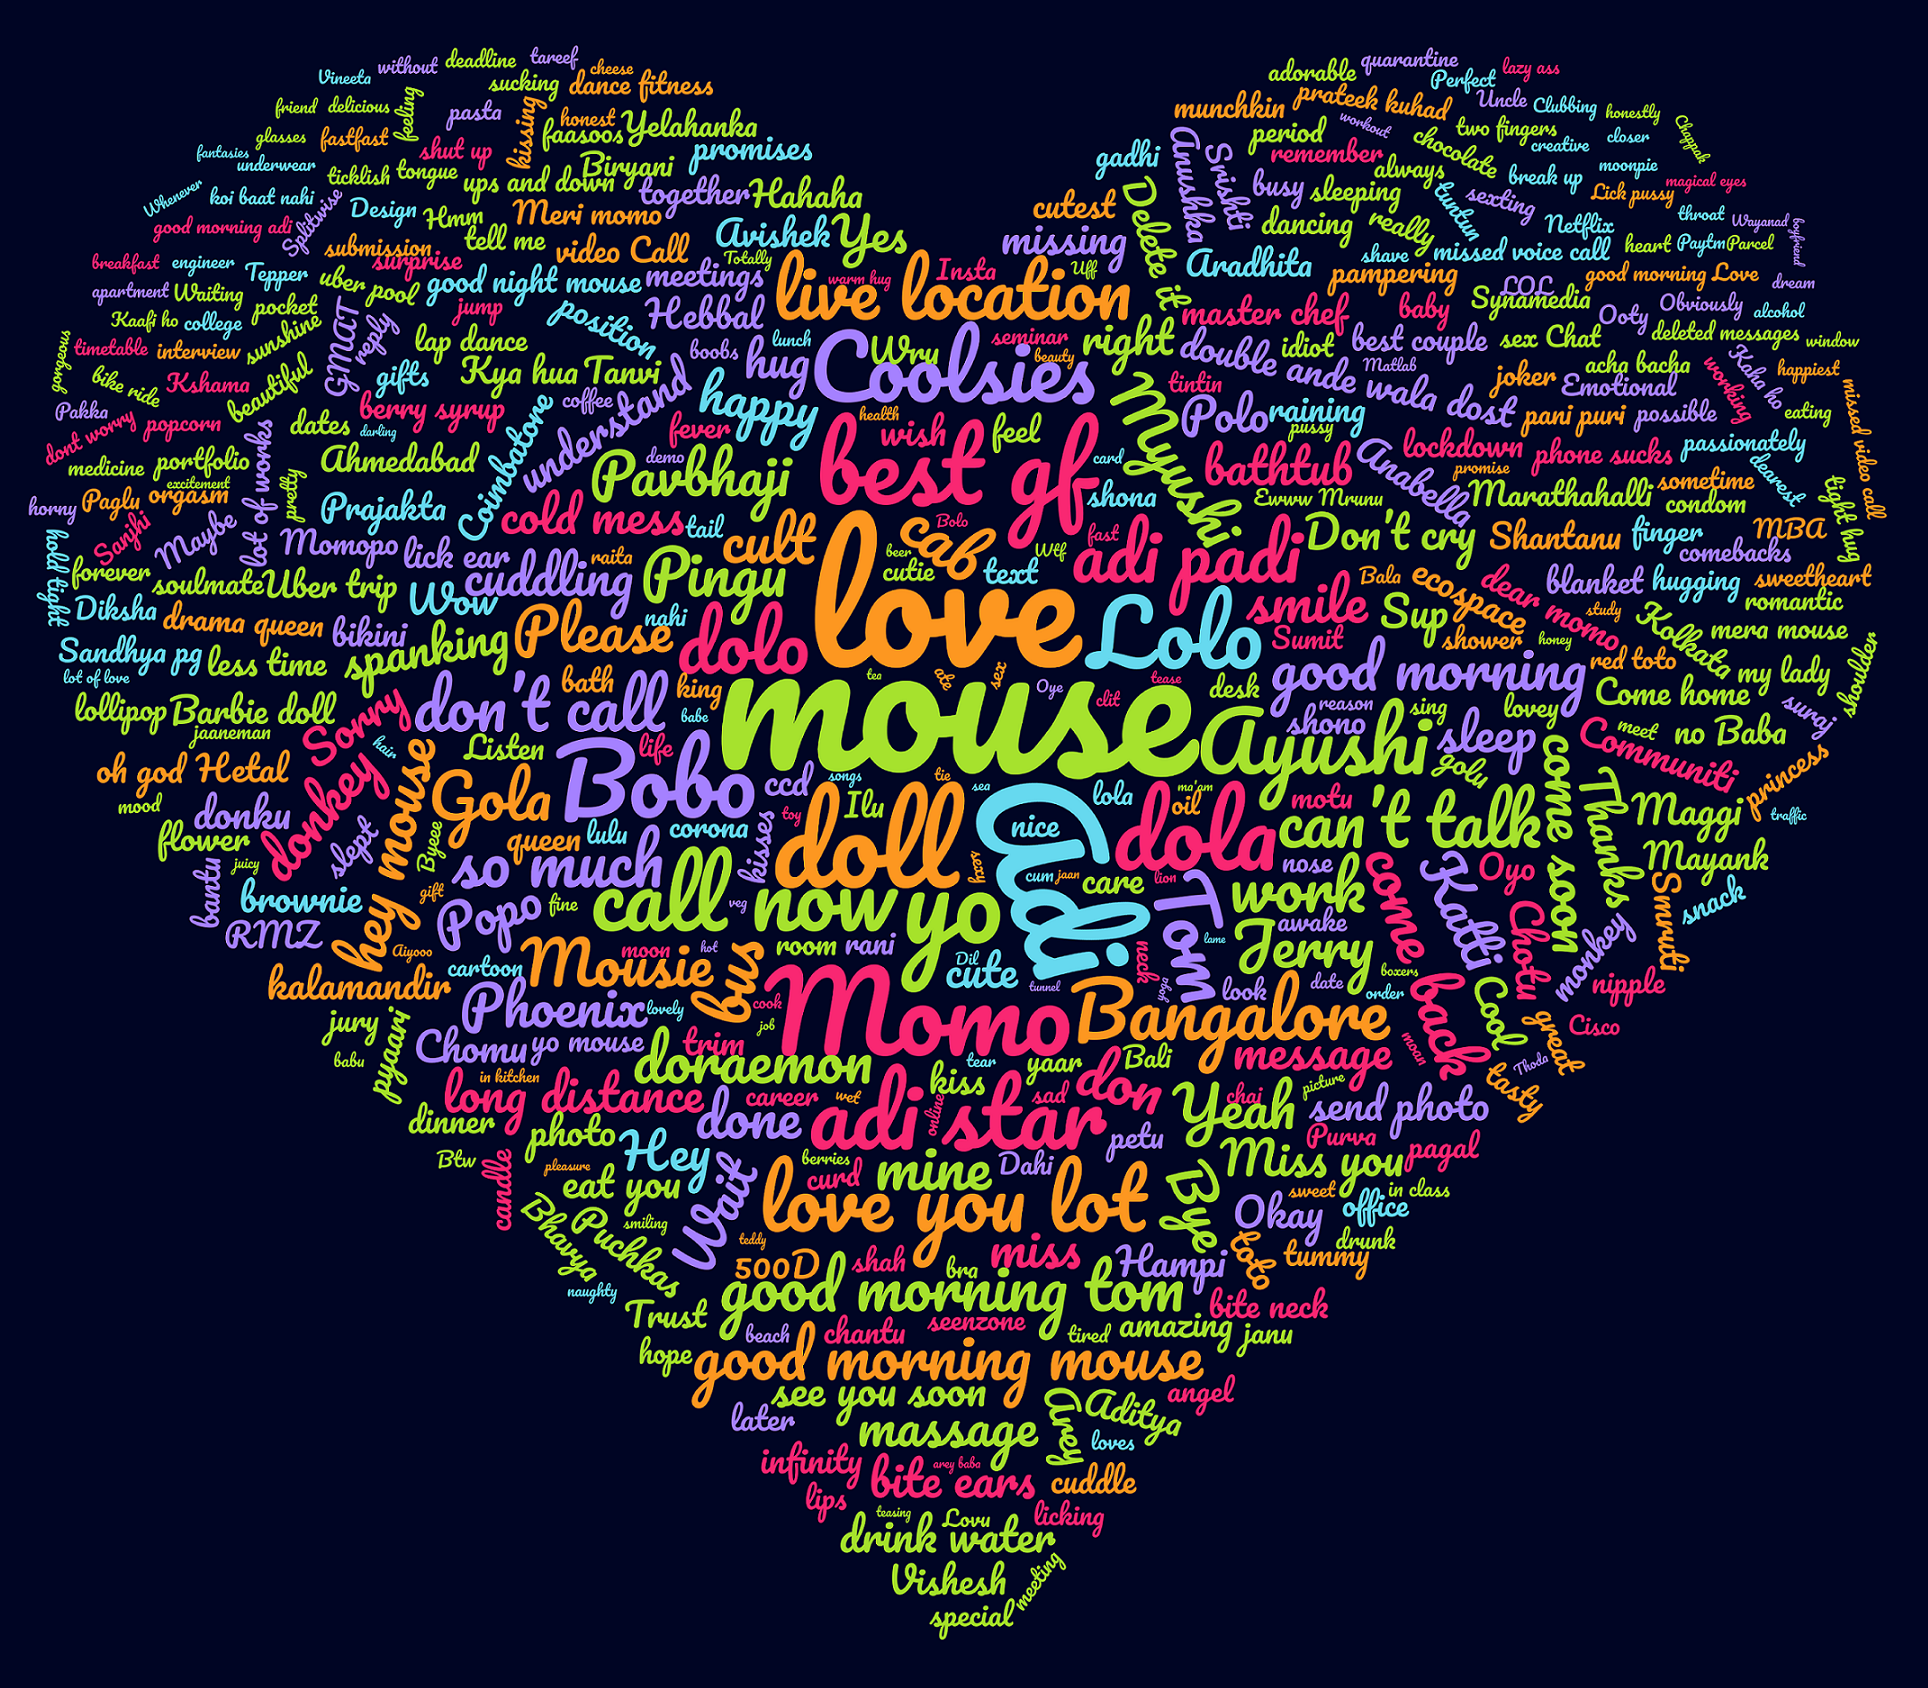 Vineeta without deadline tareef
sucking cheese dance fitness
adorable quarantine Perfect lazy ass
friend delicious feeling pasta kissing honest
munchkin prateek kuhad Uncle Clubbing honestly
glasses fastfast shut up faasoos Yelahanka
period workout chocolate two fingers creative closer Chappak
fantasies underwear ticklish tongue Biryani promises
gadhi Anushka Srishti remember always break up moonpie
Whenever koi baat nahi Splitwise ups and down together Hahaha
Delete it busy sleeping tuntun sexting Lick pussy magical eyes
good morning adi Design Hmm Meri momo cutest
dancing really Netflix throat Wayanad boyfriend
submission tell me video Call Avishek Yes missing
Aradhita shave missed voice call heart Paytm Parcel
breakfast engineer Tepper surprise Totally warm hug Insta Uff
pampering good morning Love dream
apartment Waiting pocket uber pool good night mouse meetings live location
LOL Synamedia Obviously alcohol
Kaafi ho college sunshine GMAT reply jump position Hebbal
master chef baby Ooty deleted messages window
gorgeous timetable interview lap dance boobs lunch Coolsies Wry seminar right
double ande wala dost idiot best couple sex Chat
bike ride Kshama beautiful gifts Kya hua Tanvi understand hug beauty
Matlab joker acha bacha working Kaha ho happiest missed video call
Pakka popcorn dates berry syrup coffee happy health
Myushi tintin Polo raining Emotional pani puri possible eating
dont worry darling Coimbatore fever best gf wish feel
pussy Anabella lockdown phone sucks passionately
medicine portfolio lot of works Ahmedabad demo Pavbhaji card
bathtub promise sometime dearest tight hug
horny Paglu orgasm excitement pretty Prajakta cold mess tail shona
Ewww Mrunu Marathahalli condom
Sanjhi Maybe Momopo lick ear raita cult cab Bolo fast
Don't cry Shantanu finger MBA comebacks
hold tight forever soulmate Uber trip Wow cuddling Pingu beer cutie text Wtf adi padi
Bala ecospace dear momo blanket hugging sweetheart
Diksha drama queen bikini Please nahi love Lolo
smile Sup study romantic
Sandhya pg less time spanking dolo Sumit shower honey Kolkata mera mouse
lot of love bath king tea ate sex Oye tease
good morning red toto my lady shoulder
lollipop Barbie doll Sorry don't call babe mouse clit desk
reason sing lovey Come home suraj
jaaneman hair Listen life Ayushi shono sleep meet no Baba
oh god Hetal donkey hey mouse Gola Bobo ccd songs tie sea lola ma'am
golu come soon Communiti princess
mood donku queen lulu corona toy Ilu doll Adi nice oil motu
Thanks Maggi traffic
flower slept Byeee so much kisses dola can't talk
bantu juicy brownie gift sexy cum jaan care lion nose
come back Katti Oyo Mayank
RMZ Popo fine call now veg yo Tom work Chotu Smruti snack
Aiyooo moon hot room rani neck lame awake Jerry monkey
kalamandir cartoon Mousie bus Dil cute look boxers nipple
Phoenix lovely cook Momo tunnel yoga Bangalore date order Cool great
jury pyaari Chomu yo mouse trim job Cisco
babu doraemon tear yaar Bali message moan Thoda
in kitchen kiss don tasty
long distance career wet online sad chai picture
dinner photo done adi star petu Yeah send photo
Btw candle pleasure Hey berries Dahi Purva pagal
eat you Wait curd mine Bye Miss you
Bhavya Puchkas smiling love you lot sweet in class
teddy Okay office
500D shah bra miss Hampi toto drunk tummy
naughty good morning tom
Trust seenzone bite neck
beach chantu tired amazing janu
hope good morning mouse
see you soon angel
later Arey Aditya
massage loves
infinity arey baba
bite ears cuddle
lips teasing Lovu licking
drink water
Vishesh meeting
special